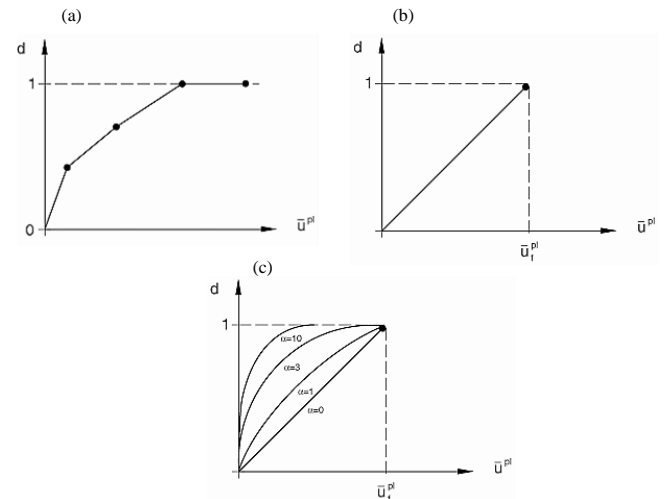 (a)
d
1
0
ū^pl
(b)
d
1
ū^pl
ū_f^pl
(c)
d
1
α=10
α=3
α=1
α=0
ū^pl
ū_f^pl